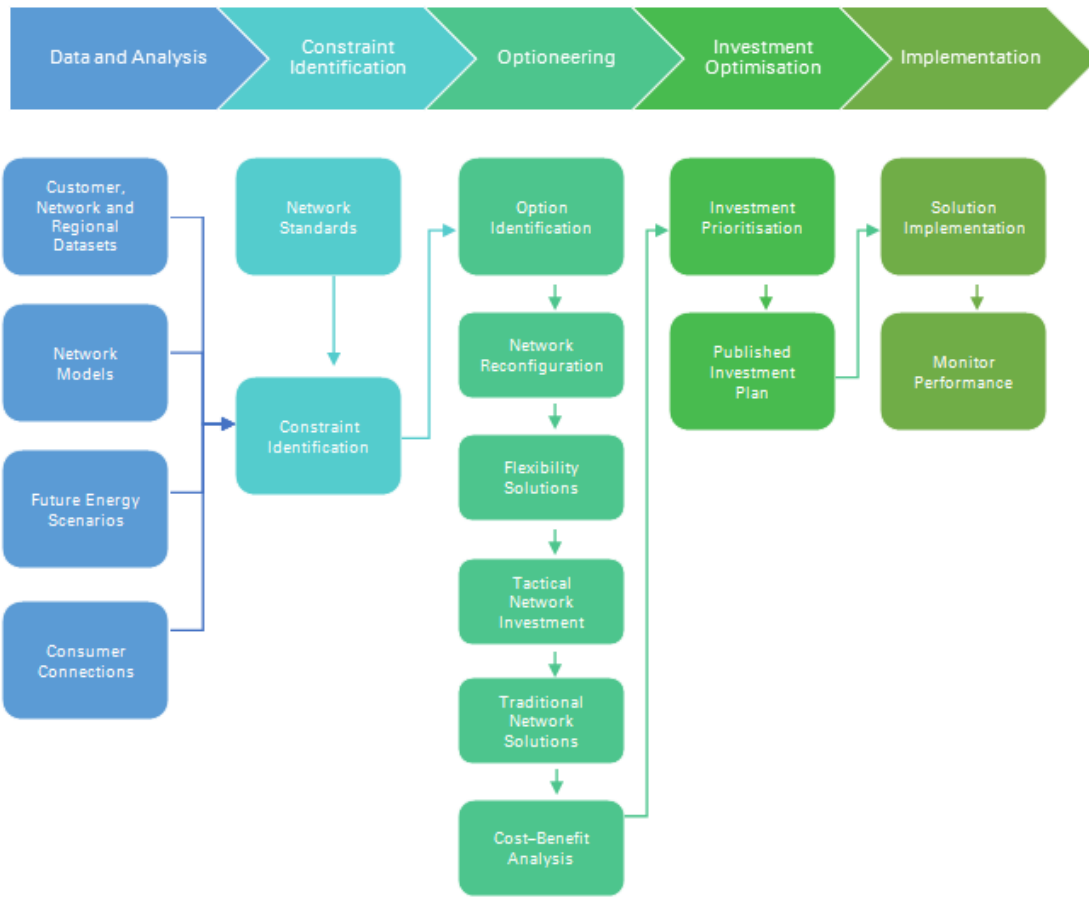 Data and Analysis
Constraint
Identification
Optioneering
Investment
Optimisation
Implementation
Customer,
Network and
Regional
Datasets
Network
Models
Future Energy
Scenarios
Consumer
Connections
Network
Standards
Constraint
Identification
Option
Identification
Network
Reconfiguration
Flexibility
Solutions
Tactical
Network
Investment
Traditional
Network
Solutions
Cost–Benefit
Analysis
Investment
Prioritisation
Published
Investment
Plan
Solution
Implementation
Monitor
Performance